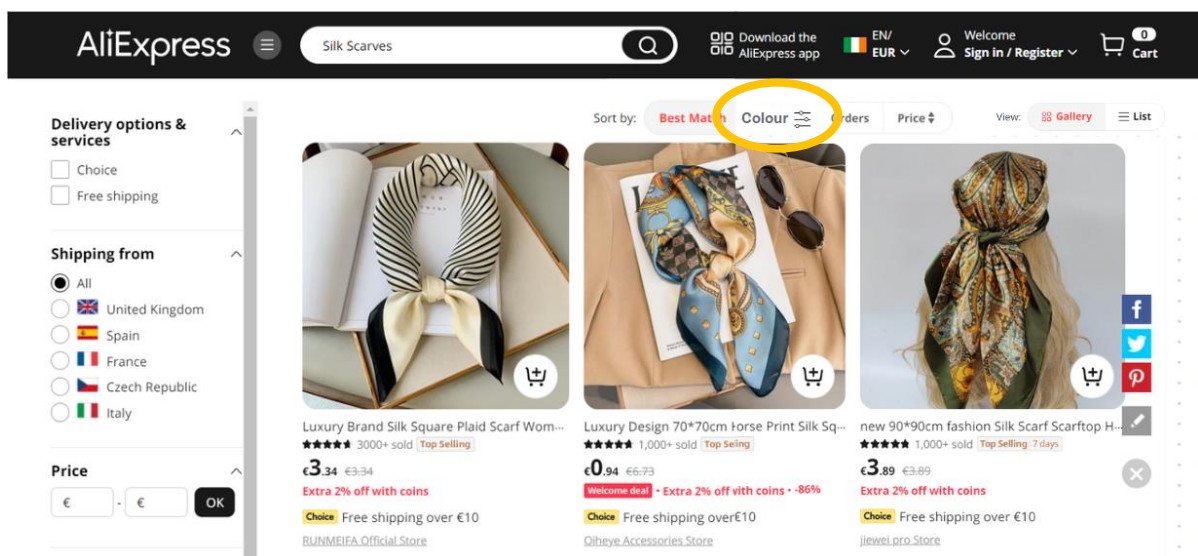 AliExpress
Silk Scarves
Download the
AliExpress app
EN/
EUR
Welcome
Sign in / Register
0
Cart
Delivery options &
services
Choice
Free shipping
Shipping from
All
United Kingdom
Spain
France
Czech Republic
Italy
Price
€ - € OK
Sort by: Best Match Colour Orders Price View: Gallery List
Luxury Brand Silk Square Plaid Scarf Wom...
3000+ sold Top Selling
€3.34 €3.34
Extra 2% off with coins
Choice Free shipping over €10
RUNMEIFA Official Store
Luxury Design 70*70cm Horse Print Silk Sq...
1,000+ sold Top Seling
€0.94 €6.73
Welcome deal · Extra 2% off with coins · -86%
Choice Free shipping over€10
Qiheye Accessories Store
new 90*90cm fashion Silk Scarf Scarftop H...
1,000+ sold Top Selling 7 days
€3.89 €3.89
Extra 2% off with coins
Choice Free shipping over €10
jiewei pro Store